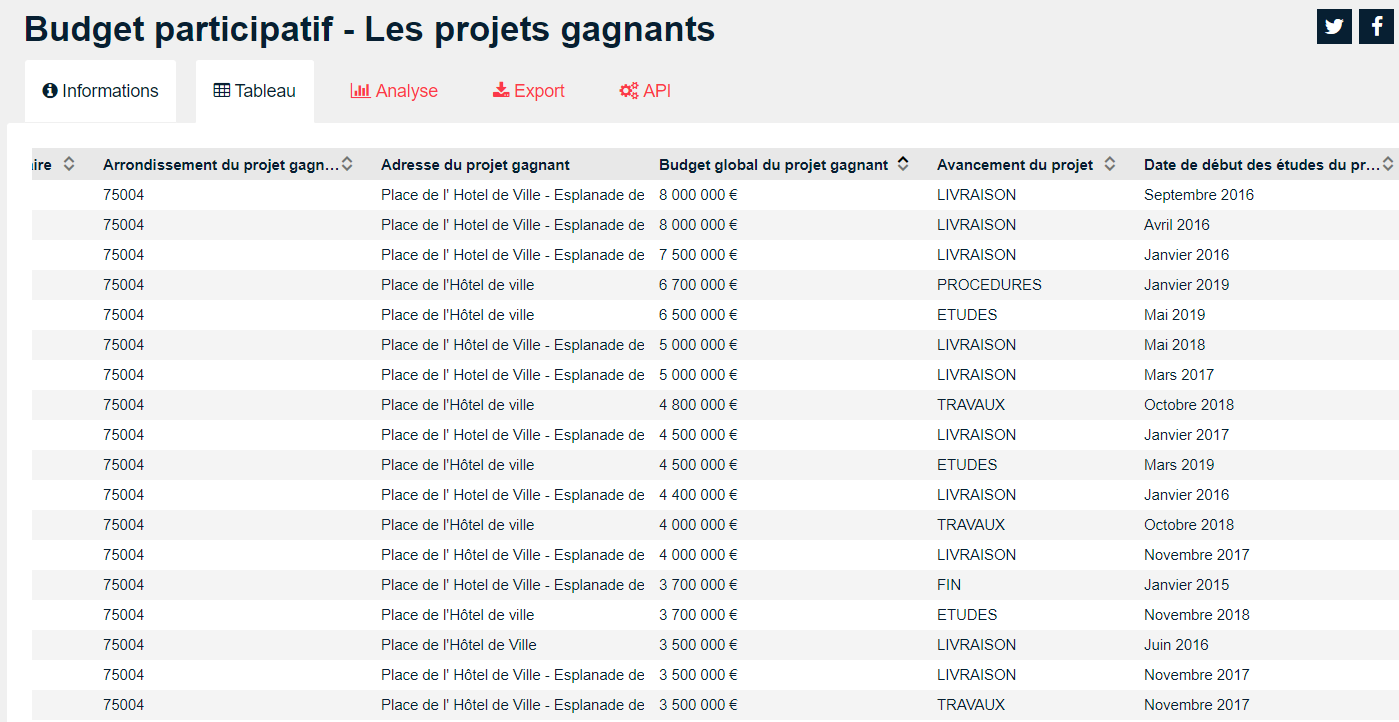 Budget participatif - Les projets gagnants
Informations Tableau Analyse Export API
ire Arrondissement du projet gagn... Adresse du projet gagnant Budget global du projet gagnant Avancement du projet Date de début des études du pr...
75004 Place de l' Hotel de Ville - Esplanade de 8 000 000 € LIVRAISON Septembre 2016
75004 Place de l' Hotel de Ville - Esplanade de 8 000 000 € LIVRAISON Avril 2016
75004 Place de l' Hotel de Ville - Esplanade de 7 500 000 € LIVRAISON Janvier 2016
75004 Place de l'Hôtel de ville 6 700 000 € PROCEDURES Janvier 2019
75004 Place de l'Hôtel de ville 6 500 000 € ETUDES Mai 2019
75004 Place de l' Hôtel de Ville - Esplanade de 5 000 000 € LIVRAISON Mai 2018
75004 Place de l' Hotel de Ville - Esplanade de 5 000 000 € LIVRAISON Mars 2017
75004 Place de l'Hôtel de ville 4 800 000 € TRAVAUX Octobre 2018
75004 Place de l' Hôtel de Ville - Esplanade de 4 500 000 € LIVRAISON Janvier 2017
75004 Place de l'Hôtel de ville 4 500 000 € ETUDES Mars 2019
75004 Place de l' Hotel de Ville - Esplanade de 4 400 000 € LIVRAISON Janvier 2016
75004 Place de l'Hôtel de ville 4 000 000 € TRAVAUX Octobre 2018
75004 Place de l' Hôtel de Ville - Esplanade de 4 000 000 € LIVRAISON Novembre 2017
75004 Place de l' Hotel de Ville - Esplanade de 3 700 000 € FIN Janvier 2015
75004 Place de l'Hôtel de ville 3 700 000 € ETUDES Novembre 2018
75004 Place de l'Hôtel de Ville 3 500 000 € LIVRAISON Juin 2016
75004 Place de l' Hôtel de Ville - Esplanade de 3 500 000 € LIVRAISON Novembre 2017
75004 Place de l' Hôtel de Ville - Esplanade de 3 500 000 € TRAVAUX Novembre 2017